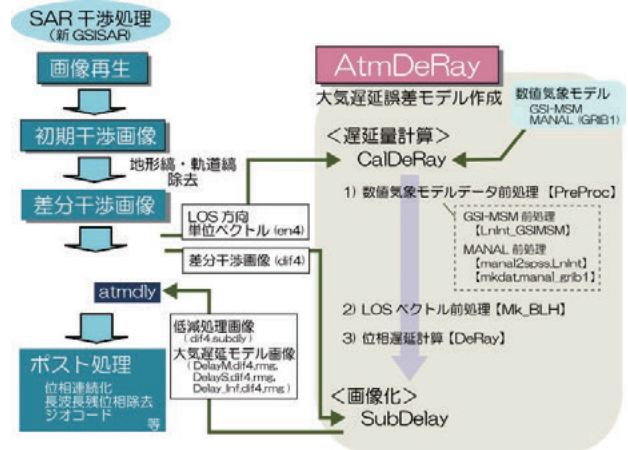 SAR 干渉処理
(新 GSISAR)
画像再生
初期干渉画像
地形縞・軌道縞
除去
差分干渉画像
LOS 方向
単位ベクトル (en4)
差分干渉画像 (dif4)
atmdly
低減処理画像
(dif4.subdly)
大気遅延モデル画像
(DelayM.dif4.rmg,
DelayS.dif4.rmg,
Delay_Inf.dif4.rmg,)
ポスト処理
位相連続化
長波長残位相除去
ジオコード
等
AtmDeRay
大気遅延誤差モデル作成
数値気象モデル
GSI-MSM
MANAL (GRIB1)
＜遅延量計算＞
CalDeRay
1) 数値気象モデルデータ前処理【PreProc】
GSI-MSM 前処理
【LnInt_GSIMSM】
MANAL 前処理
【manal2spss,LnInt】
【mkdat,manal_grib1】
2) LOS ベクトル前処理【Mk_BLH】
3) 位相遅延計算【DeRay】
＜画像化＞
SubDelay